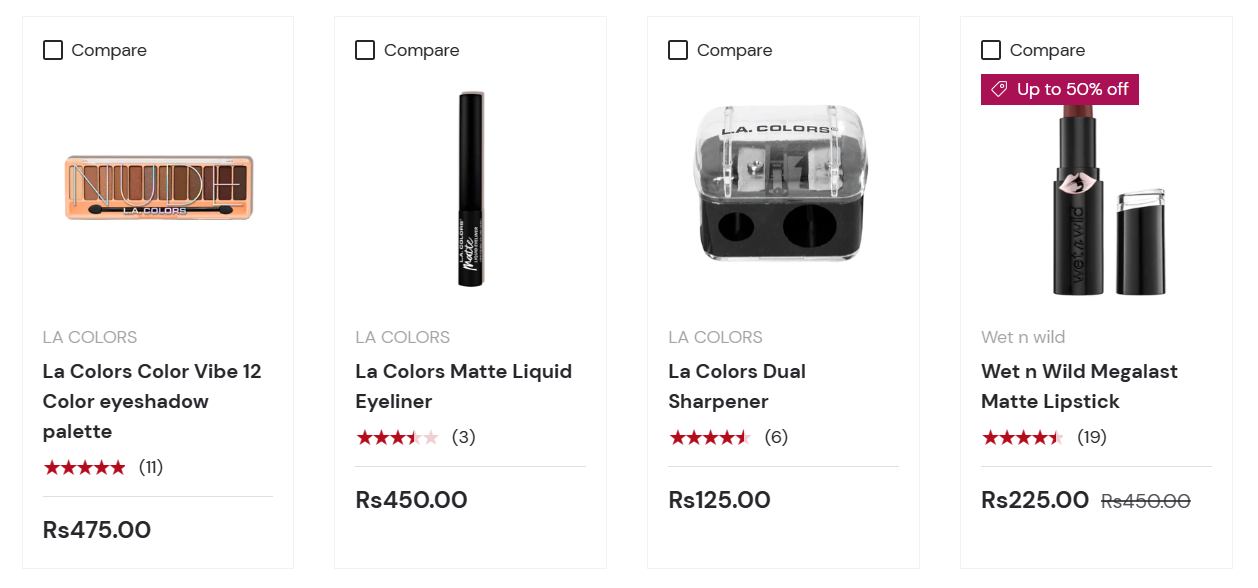 Compare
NUDE
L.A. COLORS
LA COLORS
La Colors Color Vibe 12
Color eyeshadow
palette
(11)
Rs475.00
Compare
L.A. COLORS
Matte
LIQUID EYELINER
LA COLORS
La Colors Matte Liquid
Eyeliner
(3)
Rs450.00
Compare
L.A. COLORS®
LA COLORS
La Colors Dual
Sharpener
(6)
Rs125.00
Compare
Up to 50% off
wet n wild
Wet n wild
Wet n Wild Megalast
Matte Lipstick
(19)
Rs225.00 Rs450.00